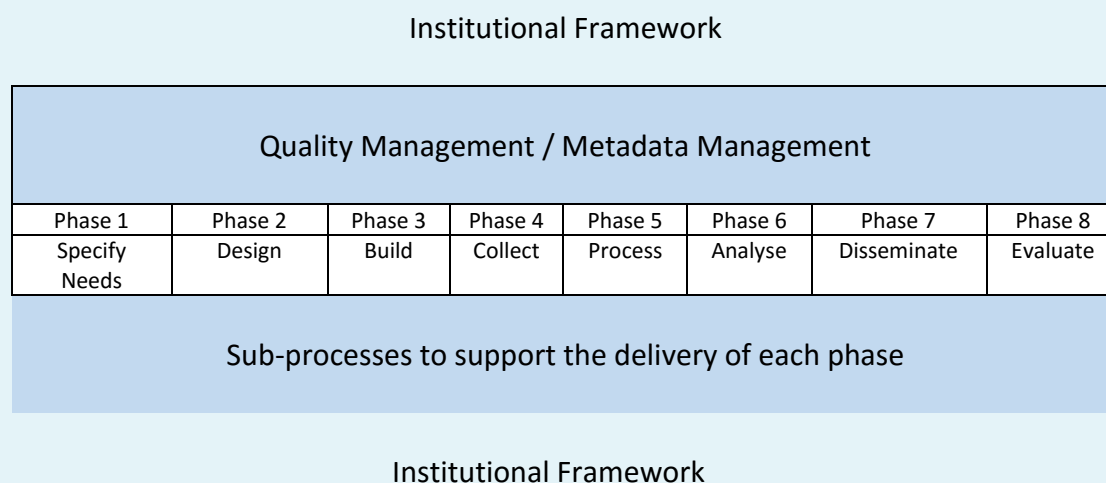 Institutional Framework
Quality Management / Metadata Management
Phase 1 Phase 2 Phase 3 Phase 4 Phase 5 Phase 6 Phase 7 Phase 8
Specify Design Build Collect Process Analyse Disseminate Evaluate
Needs
Sub-processes to support the delivery of each phase
Institutional Framework